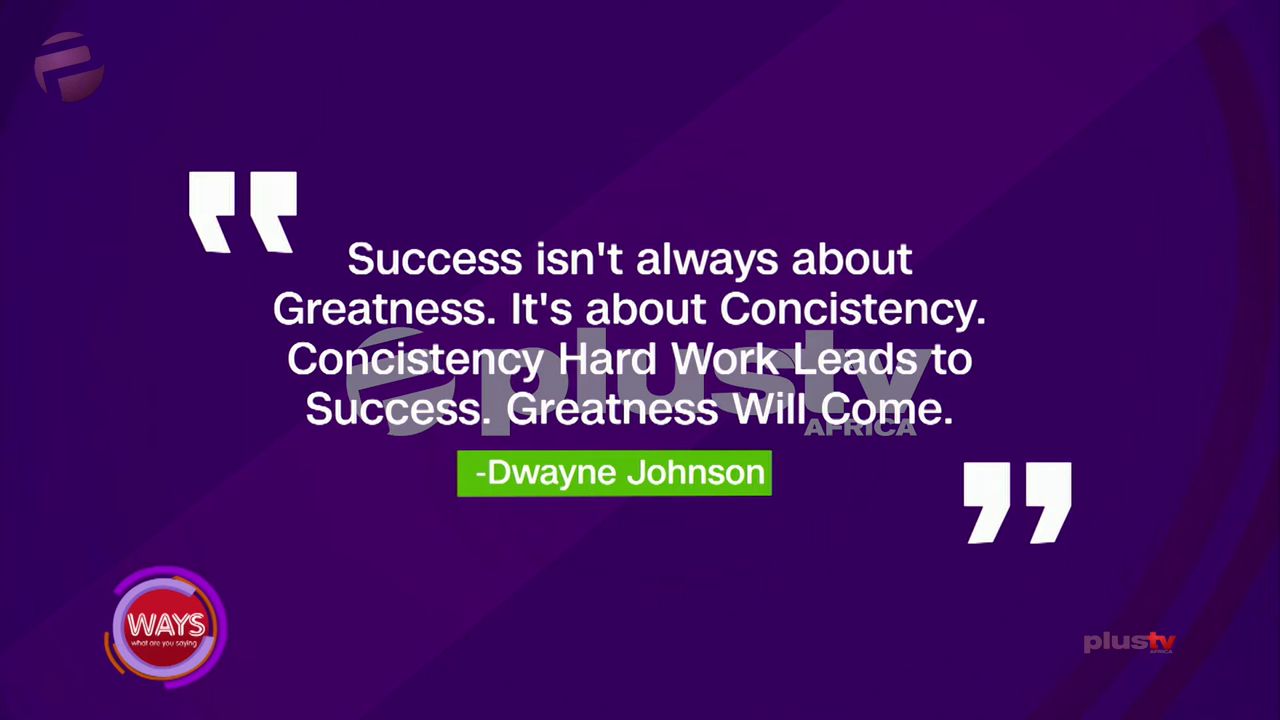 Success isn't always about
Greatness. It's about Concistency.
Concistency Hard Work Leads to
Success. Greatness Will Come.
-Dwayne Johnson
plustv
AFRICA
WAYS
what are you saying
plustv
AFRICA